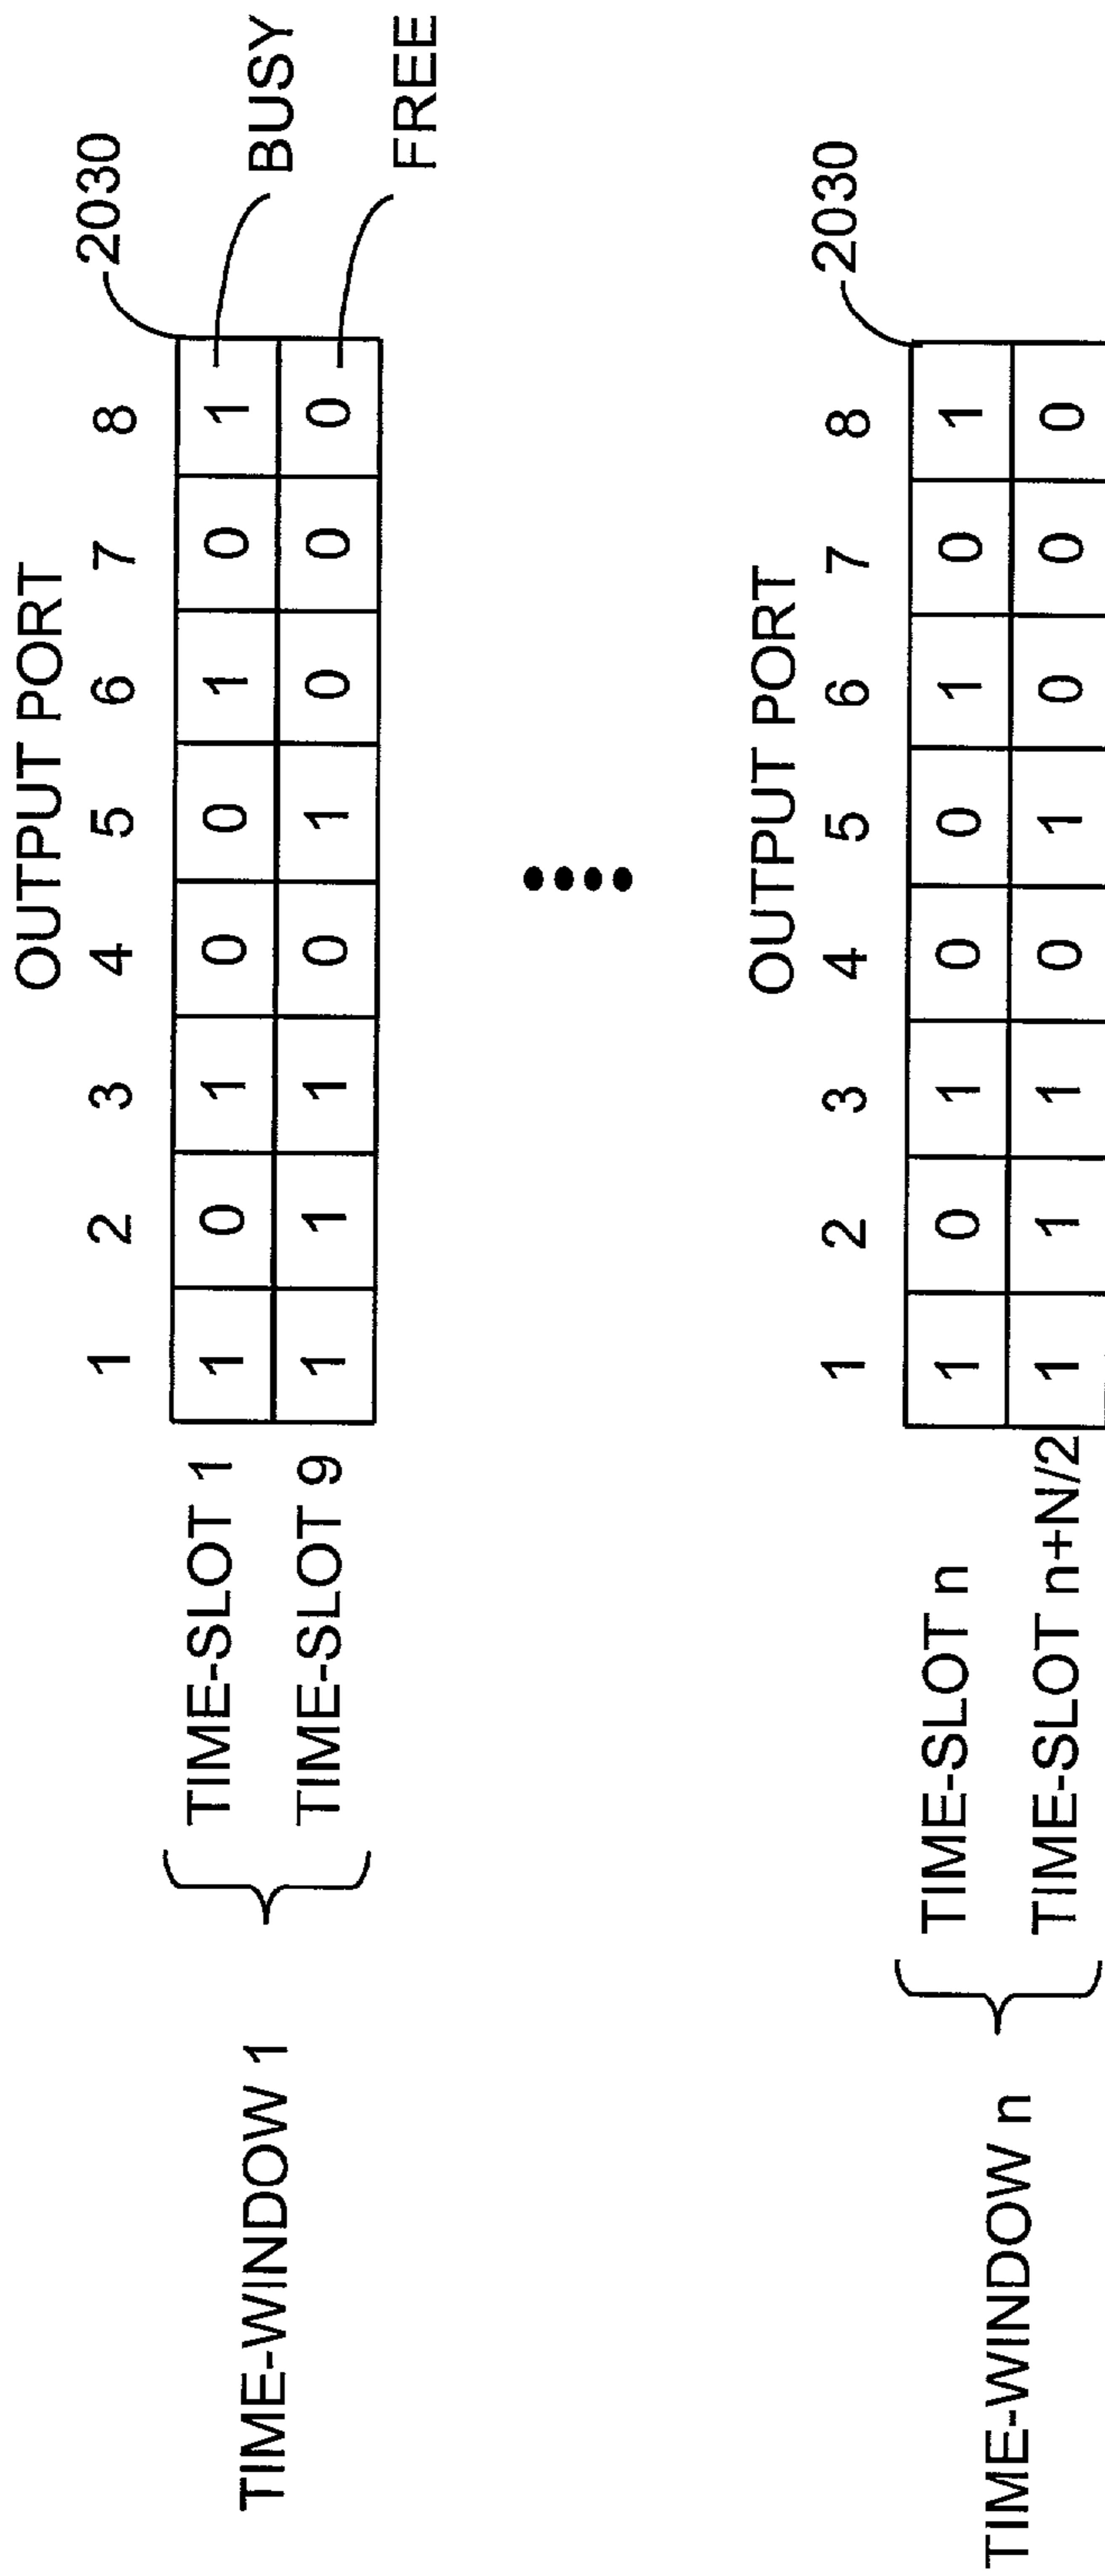 OUTPUT PORT
1 2 3 4 5 6 7 8 2030
TIME-WINDOW 1
TIME-SLOT 1 1 0 1 0 0 1 0 1 BUSY
TIME-SLOT 9 1 1 1 0 1 0 0 0 FREE
OUTPUT PORT
1 2 3 4 5 6 7 8 2030
TIME-WINDOW n
TIME-SLOT n 1 0 1 0 0 1 0 1
TIME-SLOT n+N/2 1 1 1 0 1 0 0 0